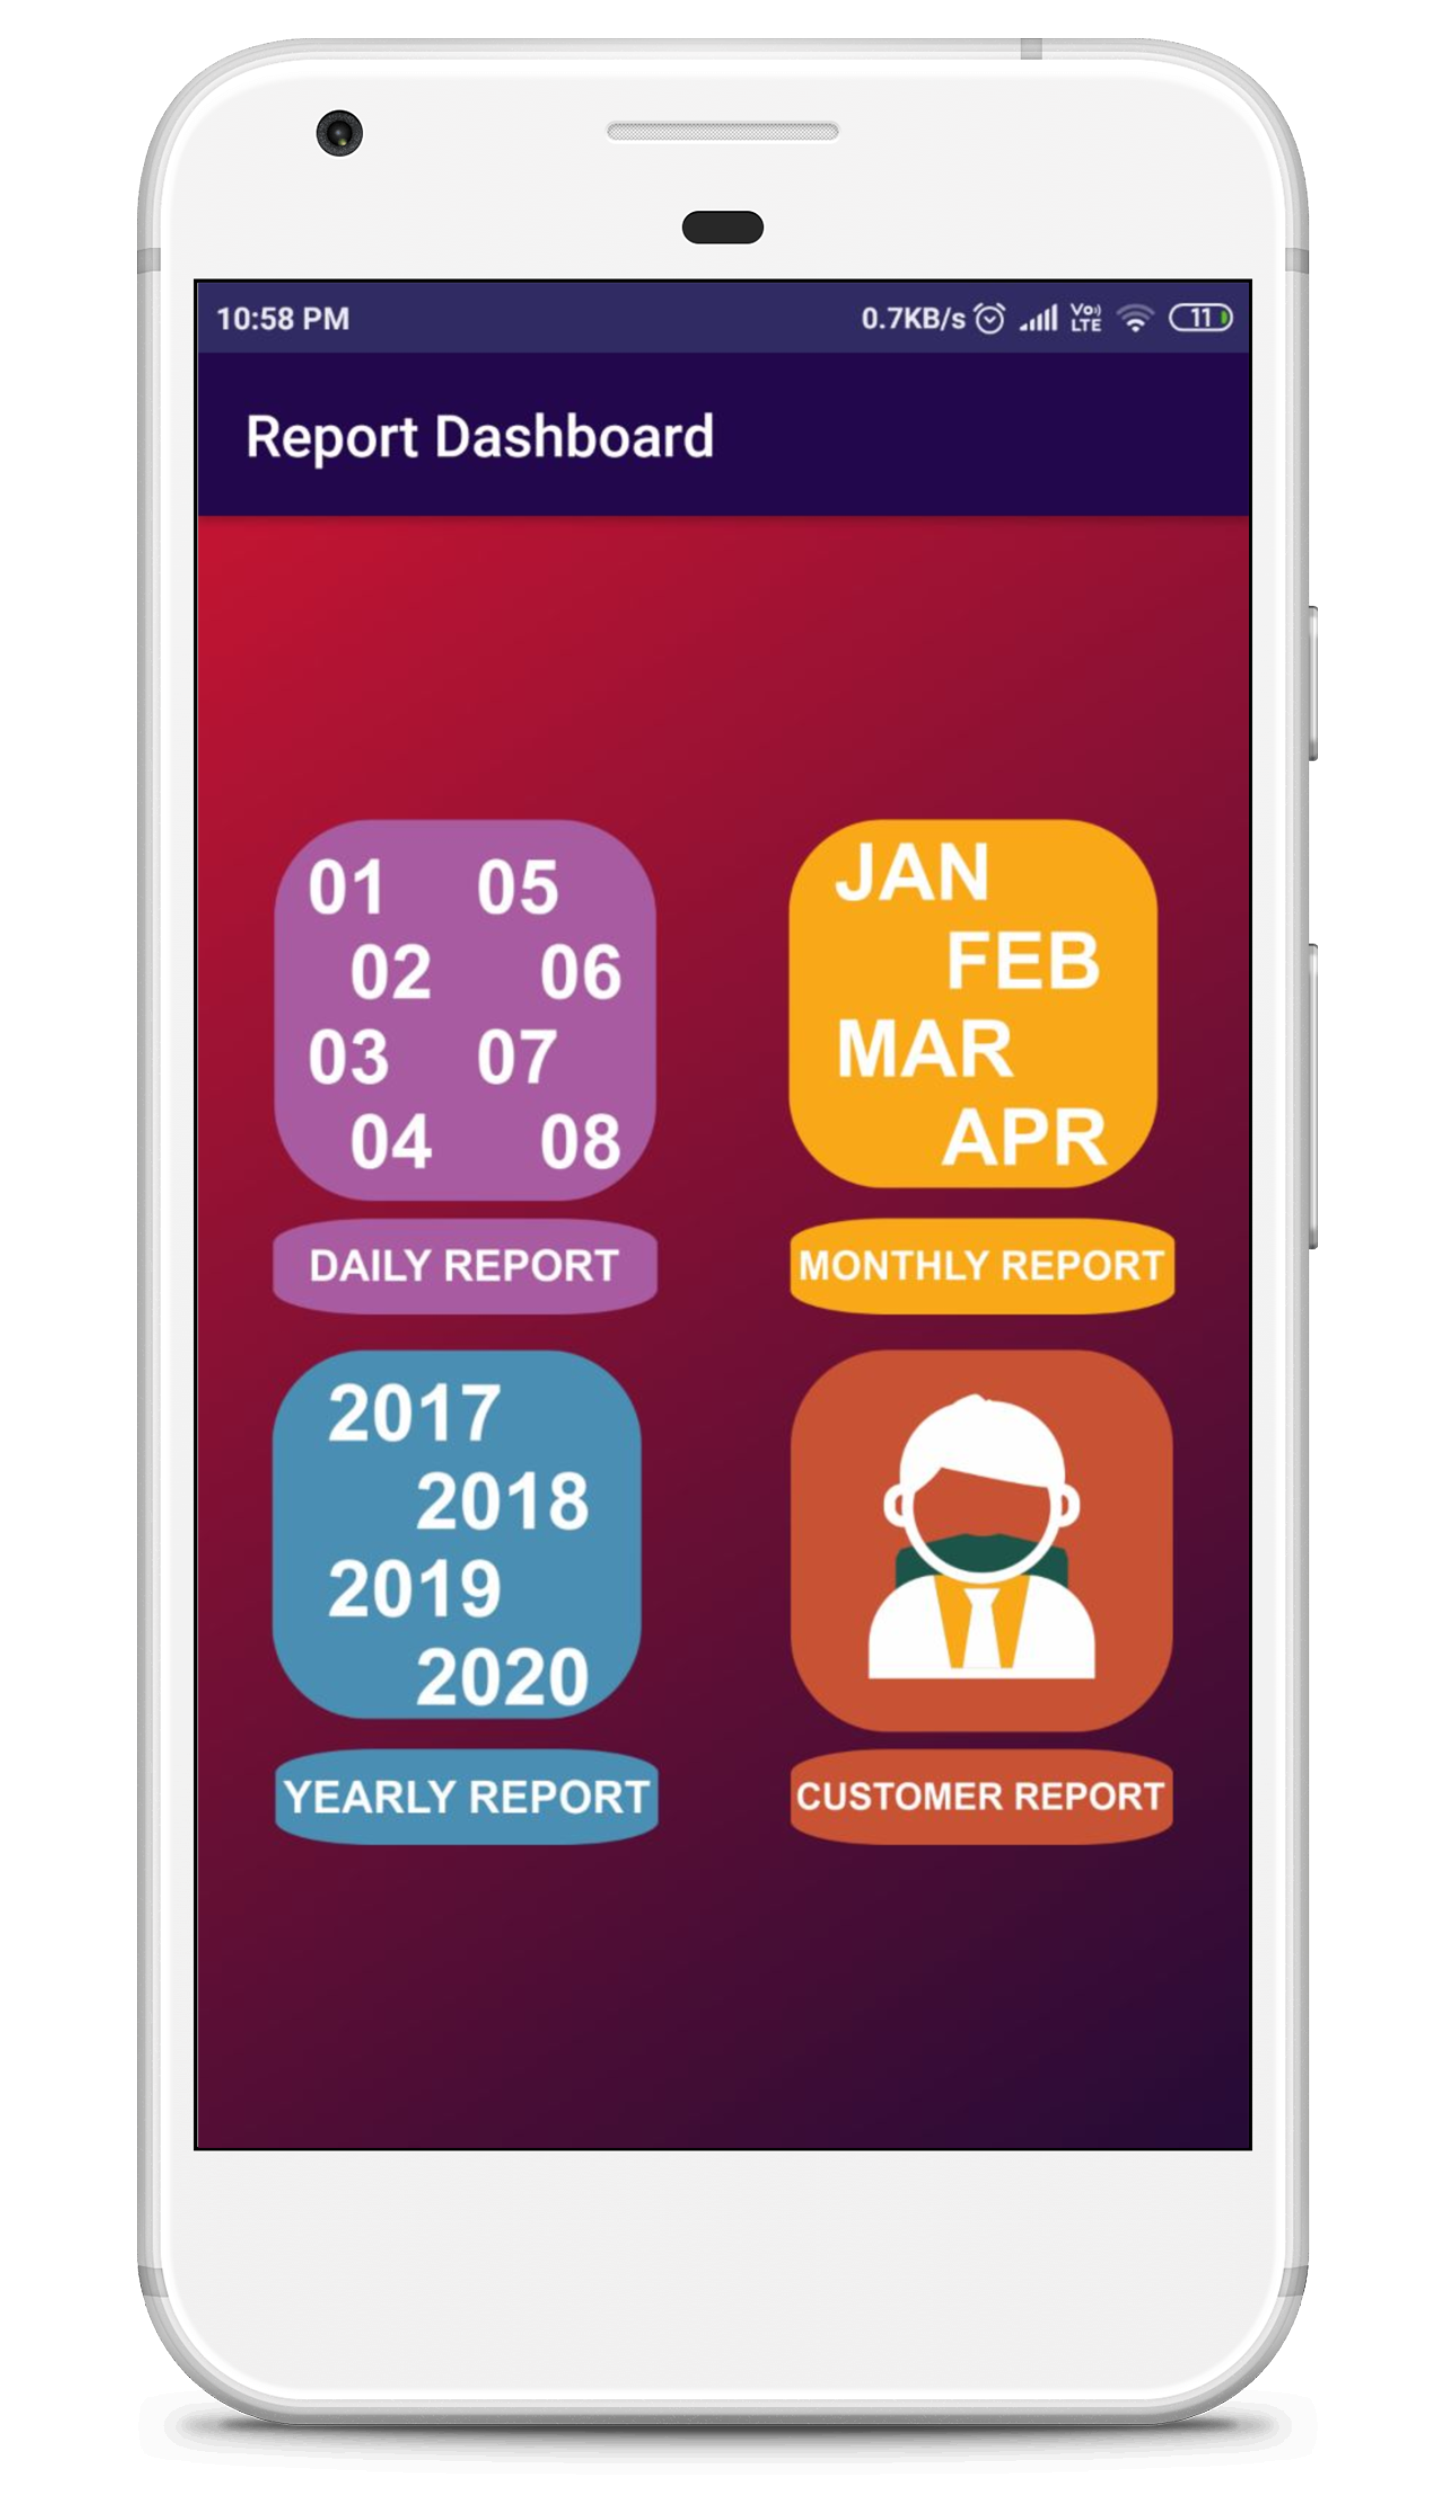 10:58 PM 0.7KB/s Vo) LTE 11
Report Dashboard
01 05
02 06
03 07
04 08
DAILY REPORT
JAN
FEB
MAR
APR
MONTHLY REPORT
2017
2018
2019
2020
YEARLY REPORT
CUSTOMER REPORT